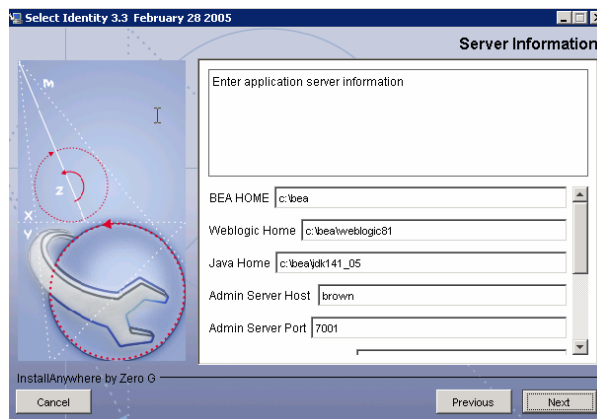 Select Identity 3.3 February 28 2005
Server Information
Enter application server information
BEA HOME c:\bea
Weblogic Home c:\bea\weblogic81
Java Home c:\bea\jdk141_05
Admin Server Host brown
Admin Server Port 7001
M
Z
X
Y
InstallAnywhere by Zero G
Cancel
Previous
Next